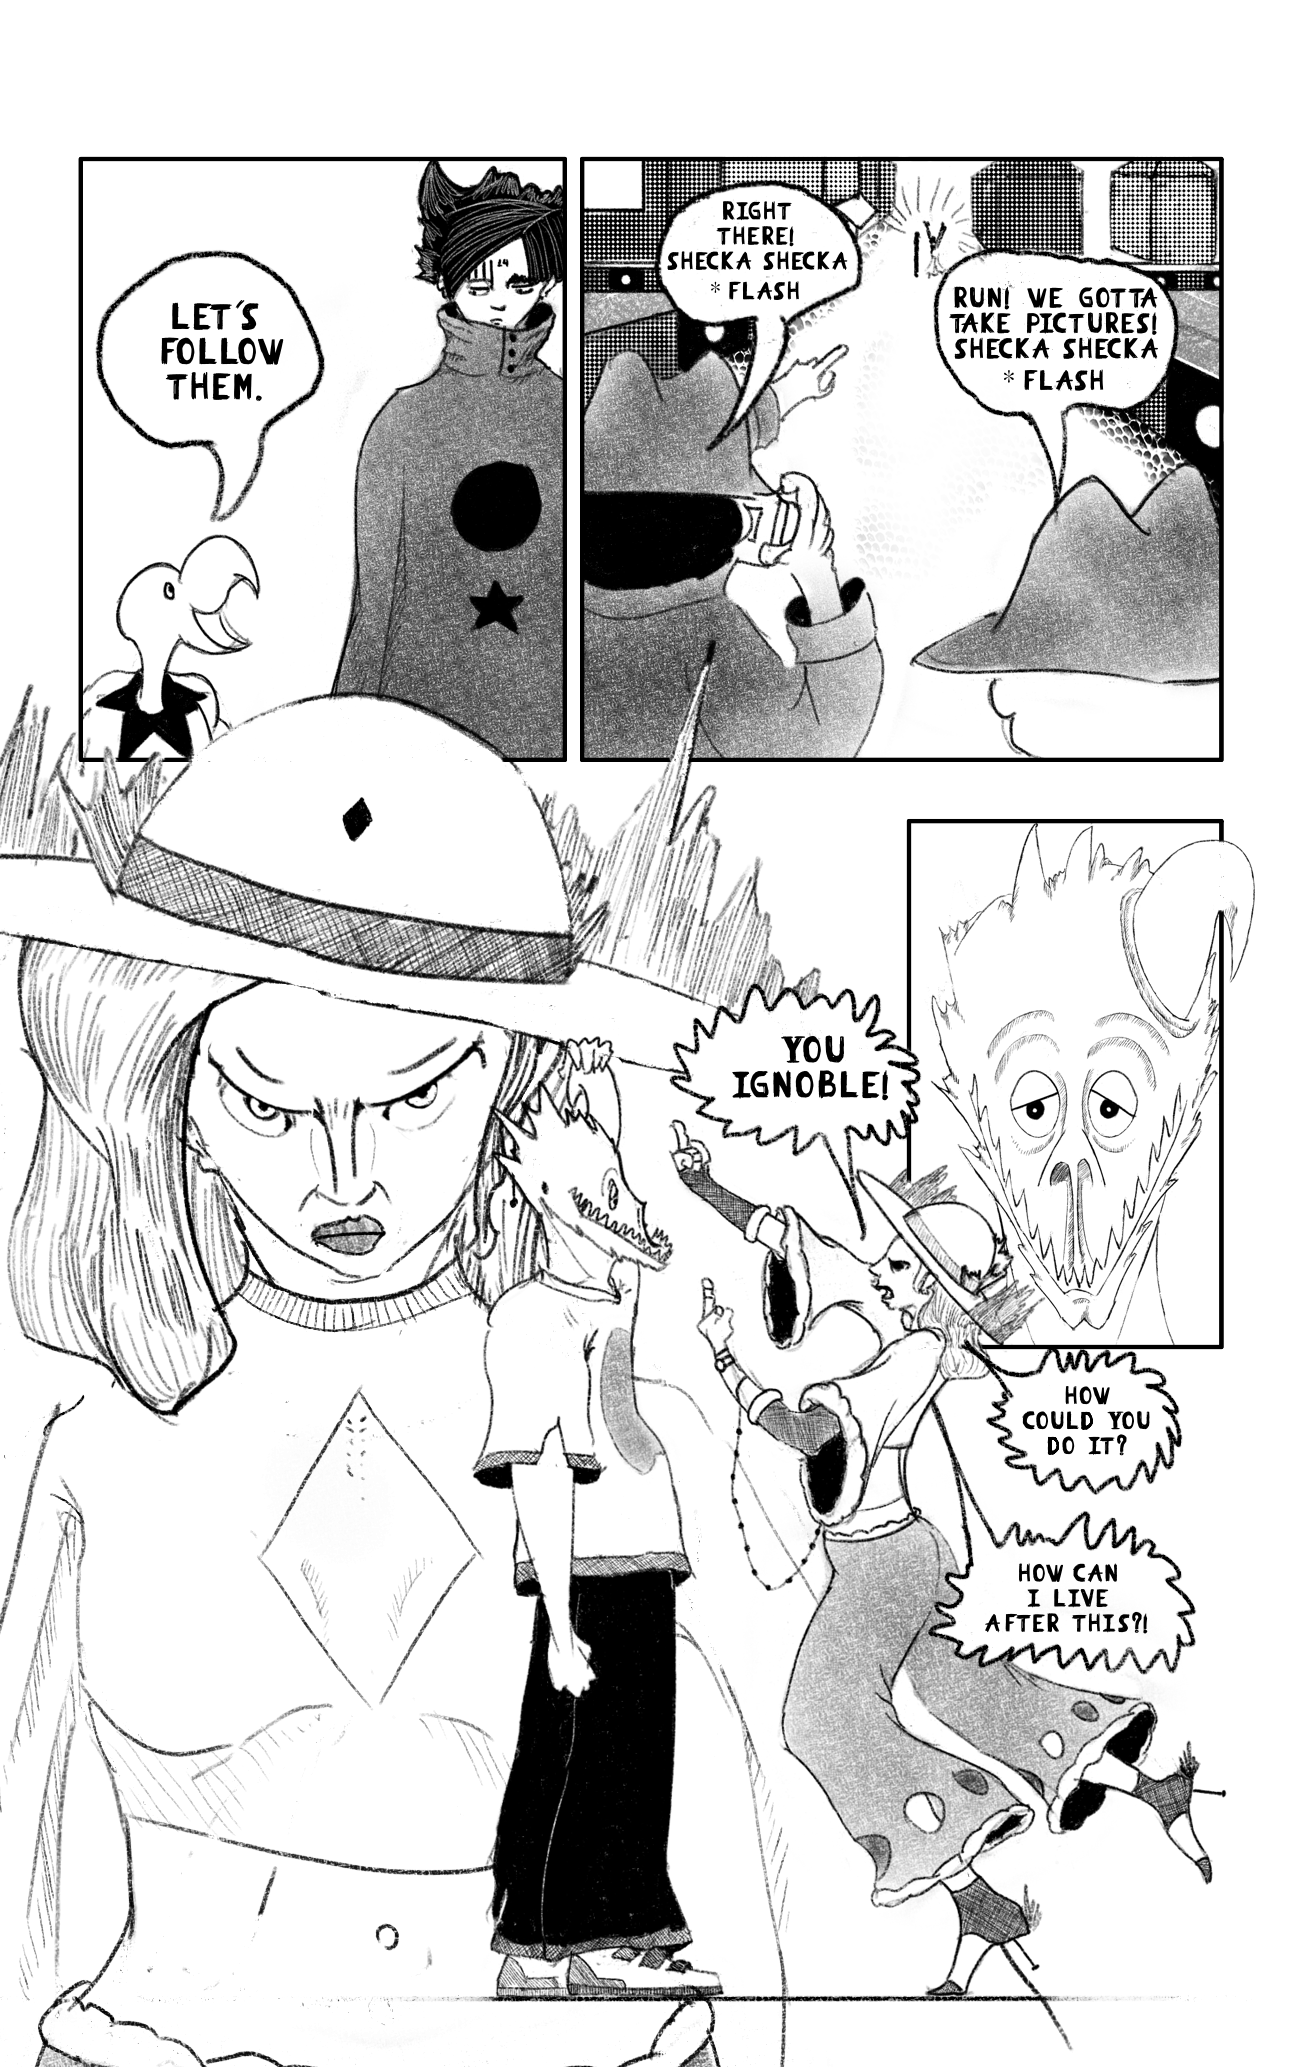 LET'S
FOLLOW
THEM.
RIGHT
THERE!
SHECKA SHECKA
*FLASH
RUN! WE GOTTA
TAKE PICTURES!
SHECKA SHECKA
*FLASH
YOU
IGNOBLE!
HOW
COULD YOU
DO IT?
HOW CAN
I LIVE
AFTER THIS?!